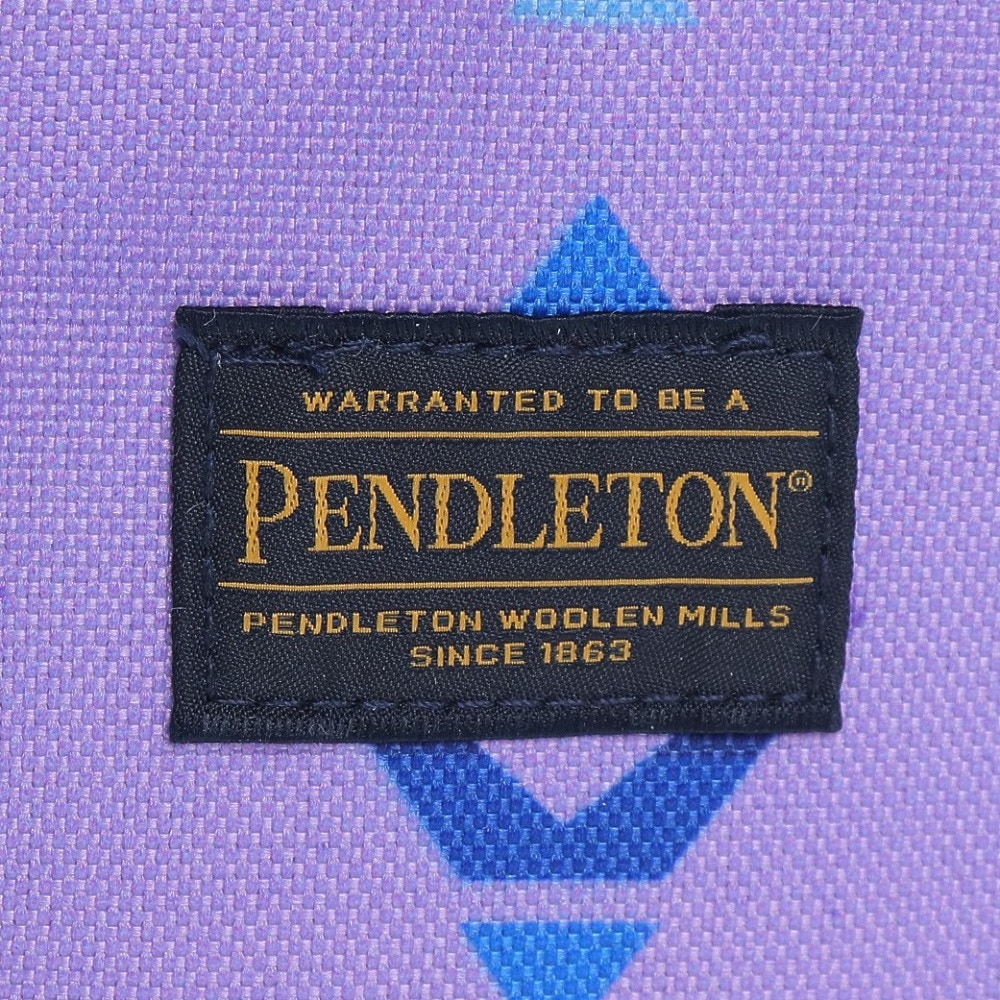 WARRANTED TO BE A
PENDLETON®
PENDLETON WOOLEN MILLS
SINCE 1863